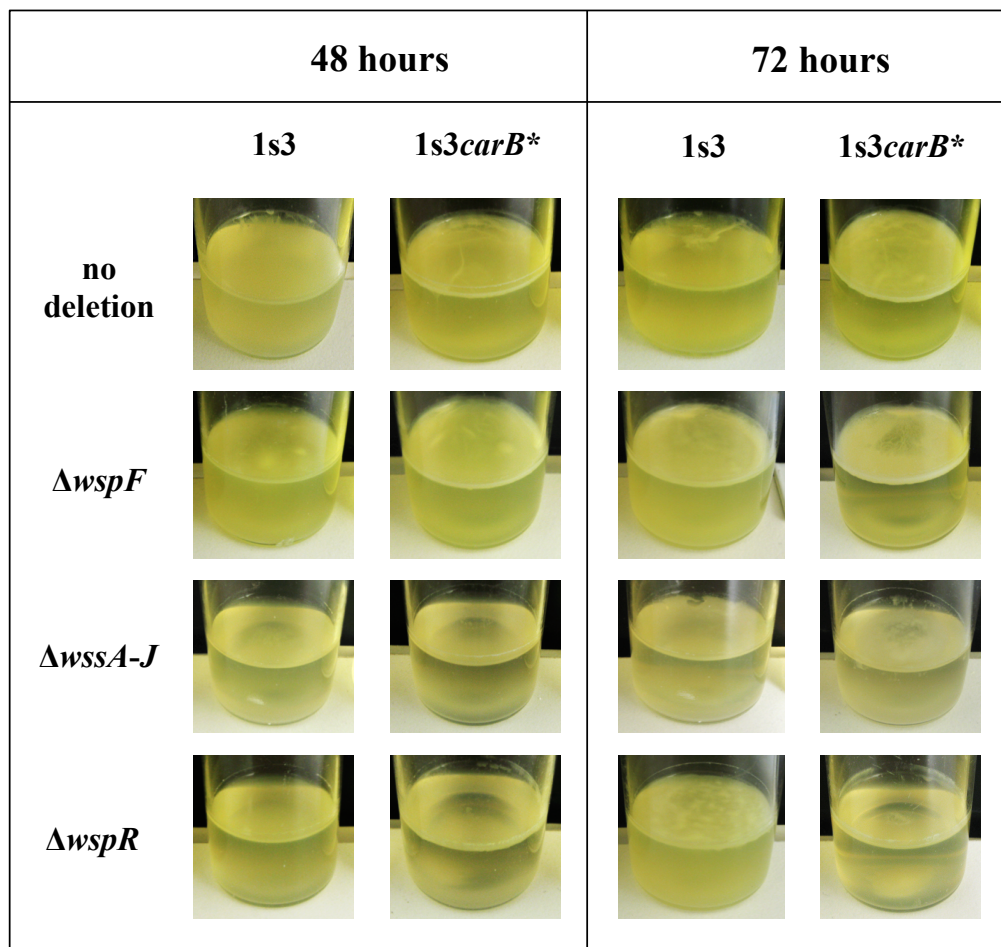 48 hours
72 hours
1s3
1s3carB*
1s3
1s3carB*
no
deletion
ΔwspF
ΔwssA-J
ΔwspR